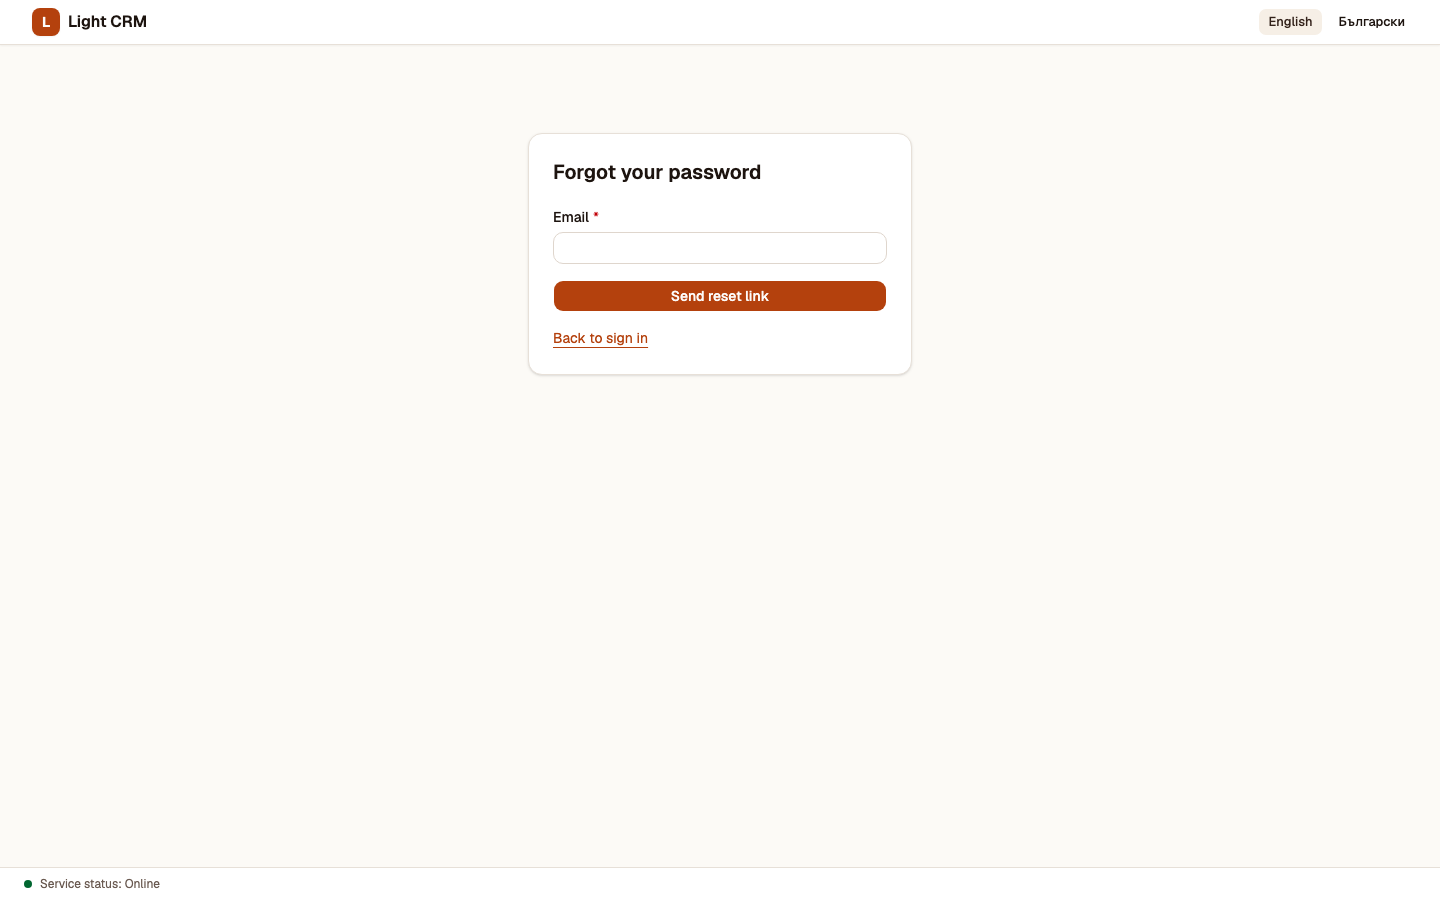 L Light CRM
English Български
Forgot your password
Email *
Send reset link
Back to sign in
Service status: Online